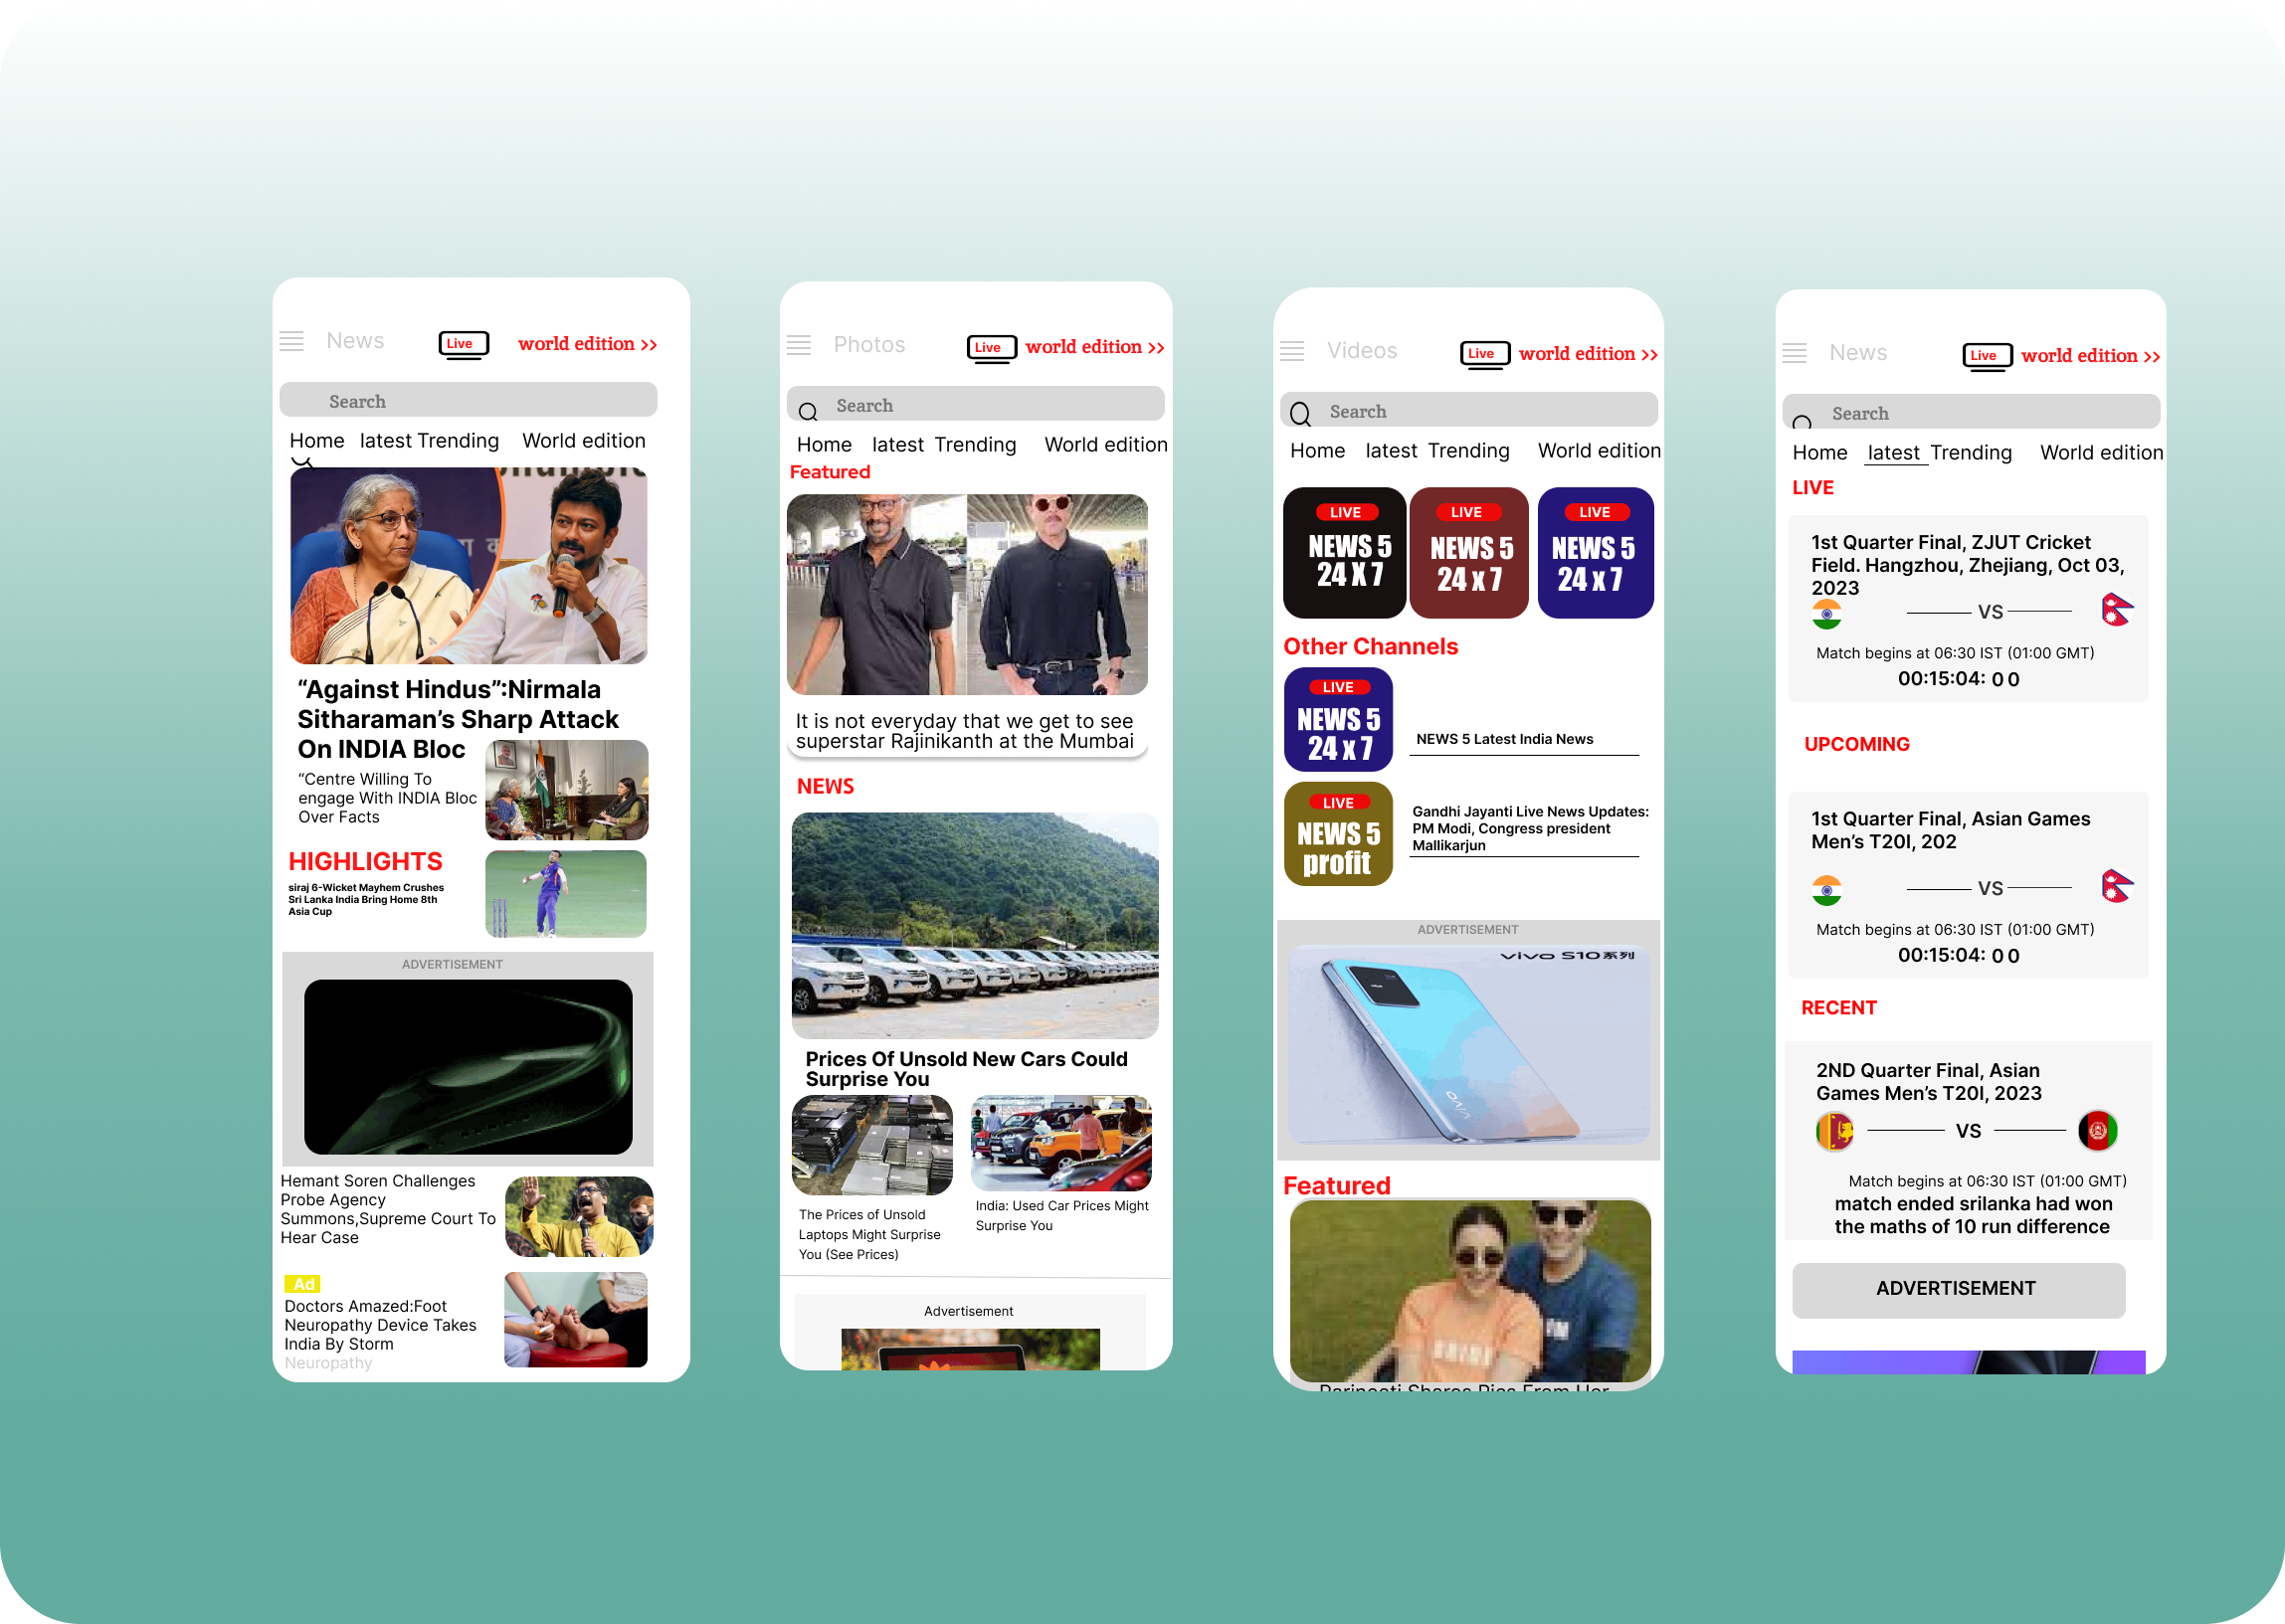 News
Live
world edition >>
Search
Home latest Trending World edition
“Against Hindus”:Nirmala
Sitharaman’s Sharp Attack
On INDIA Bloc
“Centre Willing To
engage With INDIA Bloc
Over Facts
HIGHLIGHTS
siraj 6-Wicket Mayhem Crushes
Sri Lanka India Bring Home 8th
Asia Cup
ADVERTISEMENT
Hemant Soren Challenges
Probe Agency
Summons,Supreme Court To
Hear Case
Ad
Doctors Amazed:Foot
Neuropathy Device Takes
India By Storm
Neuropathy
Photos
Live
world edition >>
Search
Home latest Trending World edition
Featured
It is not everyday that we get to see
superstar Rajinikanth at the Mumbai
NEWS
Prices Of Unsold New Cars Could
Surprise You
The Prices of Unsold
Laptops Might Surprise
You (See Prices)
India: Used Car Prices Might
Surprise You
Advertisement
Videos
Live
world edition >>
Search
Home latest Trending World edition
LIVE
NEWS 5
24 X 7
LIVE
NEWS 5
24 x 7
LIVE
NEWS 5
24 x 7
Other Channels
LIVE
NEWS 5
24 x 7
NEWS 5 Latest India News
LIVE
NEWS 5
profit
Gandhi Jayanti Live News Updates:
PM Modi, Congress president
Mallikarjun
ADVERTISEMENT
vivo S10系列
vivo
Featured
Parineeti Shares Pics From Her
News
Live
world edition >>
Search
Home latest Trending World edition
LIVE
1st Quarter Final, ZJUT Cricket
Field. Hangzhou, Zhejiang, Oct 03,
2023
VS
Match begins at 06:30 IST (01:00 GMT)
00:15:04: 0 0
UPCOMING
1st Quarter Final, Asian Games
Men’s T20I, 202
VS
Match begins at 06:30 IST (01:00 GMT)
00:15:04: 0 0
RECENT
2ND Quarter Final, Asian
Games Men’s T20I, 2023
VS
Match begins at 06:30 IST (01:00 GMT)
match ended srilanka had won
the maths of 10 run difference
ADVERTISEMENT